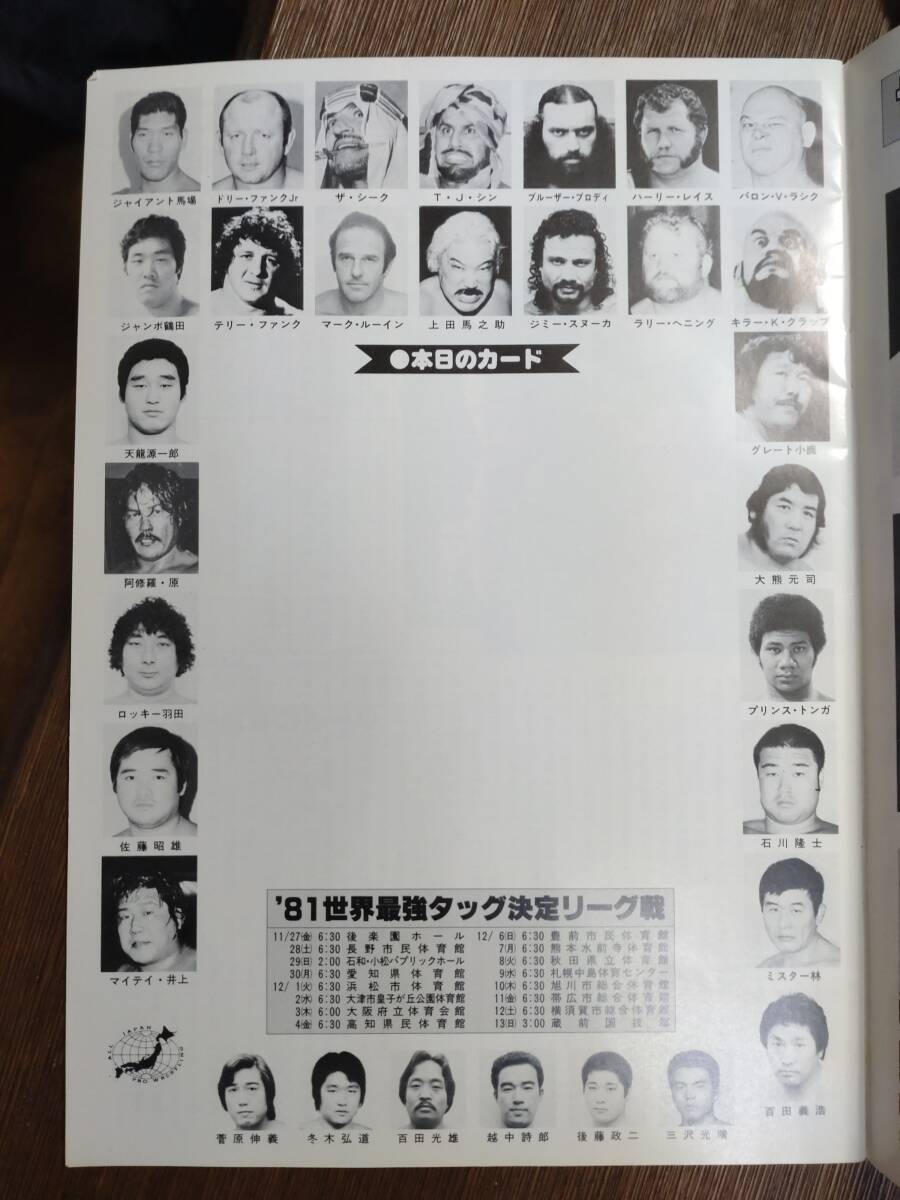 ジャイアント馬場
ドリー・ファンクJr
ザ・シーク
T・J・シン
ブルーザー・ブロディ
ハーリー・レイス
バロン・V・ラシク
ジャンボ鶴田
テリー・ファンク
マーク・ルーイン
上田馬之助
ジミー・スヌーカ
ラリー・ヘニング
キラー・K・クラップ
●本日のカード
天龍源一郎
グレート小鹿
阿修羅・原
大熊元司
ロッキー羽田
プリンス・トンガ
佐藤昭雄
石川隆士
マイティ・井上
ミスター林
'81世界最強タッグ決定リーグ戦
11/27㈮ 6:30 後楽園ホール
28㈯ 6:30 長野市民体育館
29㈰ 2:00 石和・小松パブリックホール
30㈪ 6:30 愛知県体育館
12/1㈫ 6:30 浜松市体育館
2㈬ 6:30 大津市皇子が丘公園体育館
3㈭ 6:00 大阪府立体育会館
4㈮ 6:30 高知県民体育館
12/6㈰ 6:30 豊前市民体育館
7㈪ 6:30 熊本水前寺体育館
8㈫ 6:30 秋田県立体育館
9㈬ 6:30 札幌中島体育センター
10㈭ 6:30 旭川市総合体育館
11㈮ 6:30 帯広市総合体育館
12㈯ 6:30 横須賀市総合体育館
13㈰ 3:00 蔵前国技館
ALL JAPAN
PRO WRESTLING
百田義浩
菅原伸義
冬木弘道
百田光雄
越中詩郎
後藤政二
三沢光晴